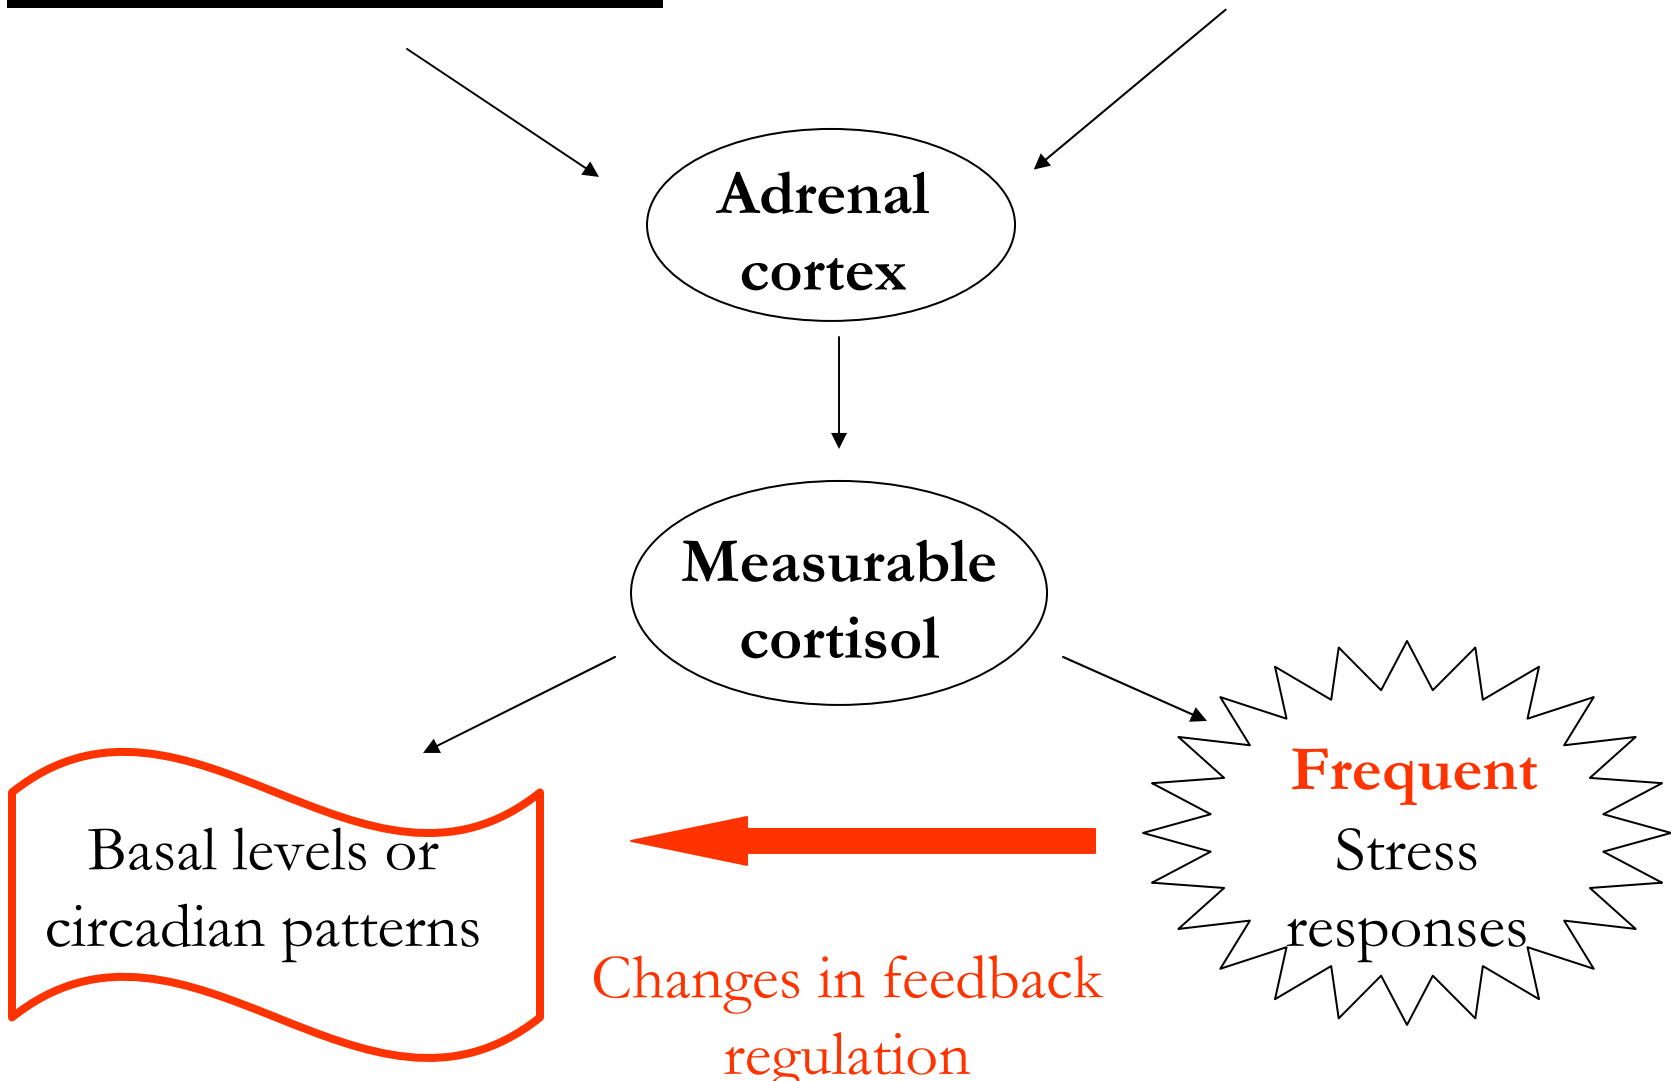 Adrenal
cortex
Measurable
cortisol
Frequent
Stress
responses
Basal levels or
circadian patterns
Changes in feedback
regulation